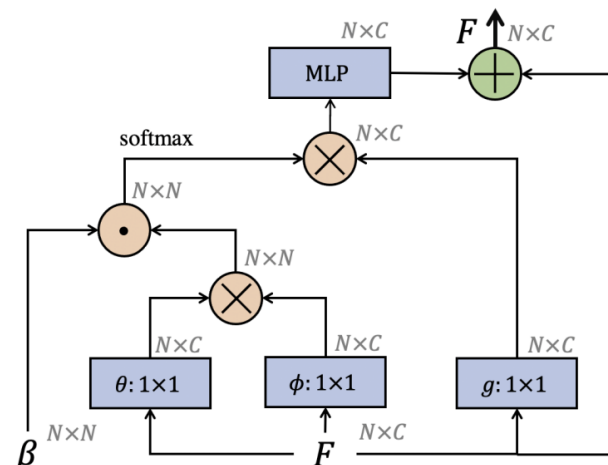 F N×C
N×C
MLP
N×C
softmax
N×N
N×N
N×C N×C N×C
θ: 1×1 ϕ: 1×1 g: 1×1
β N×N F N×C